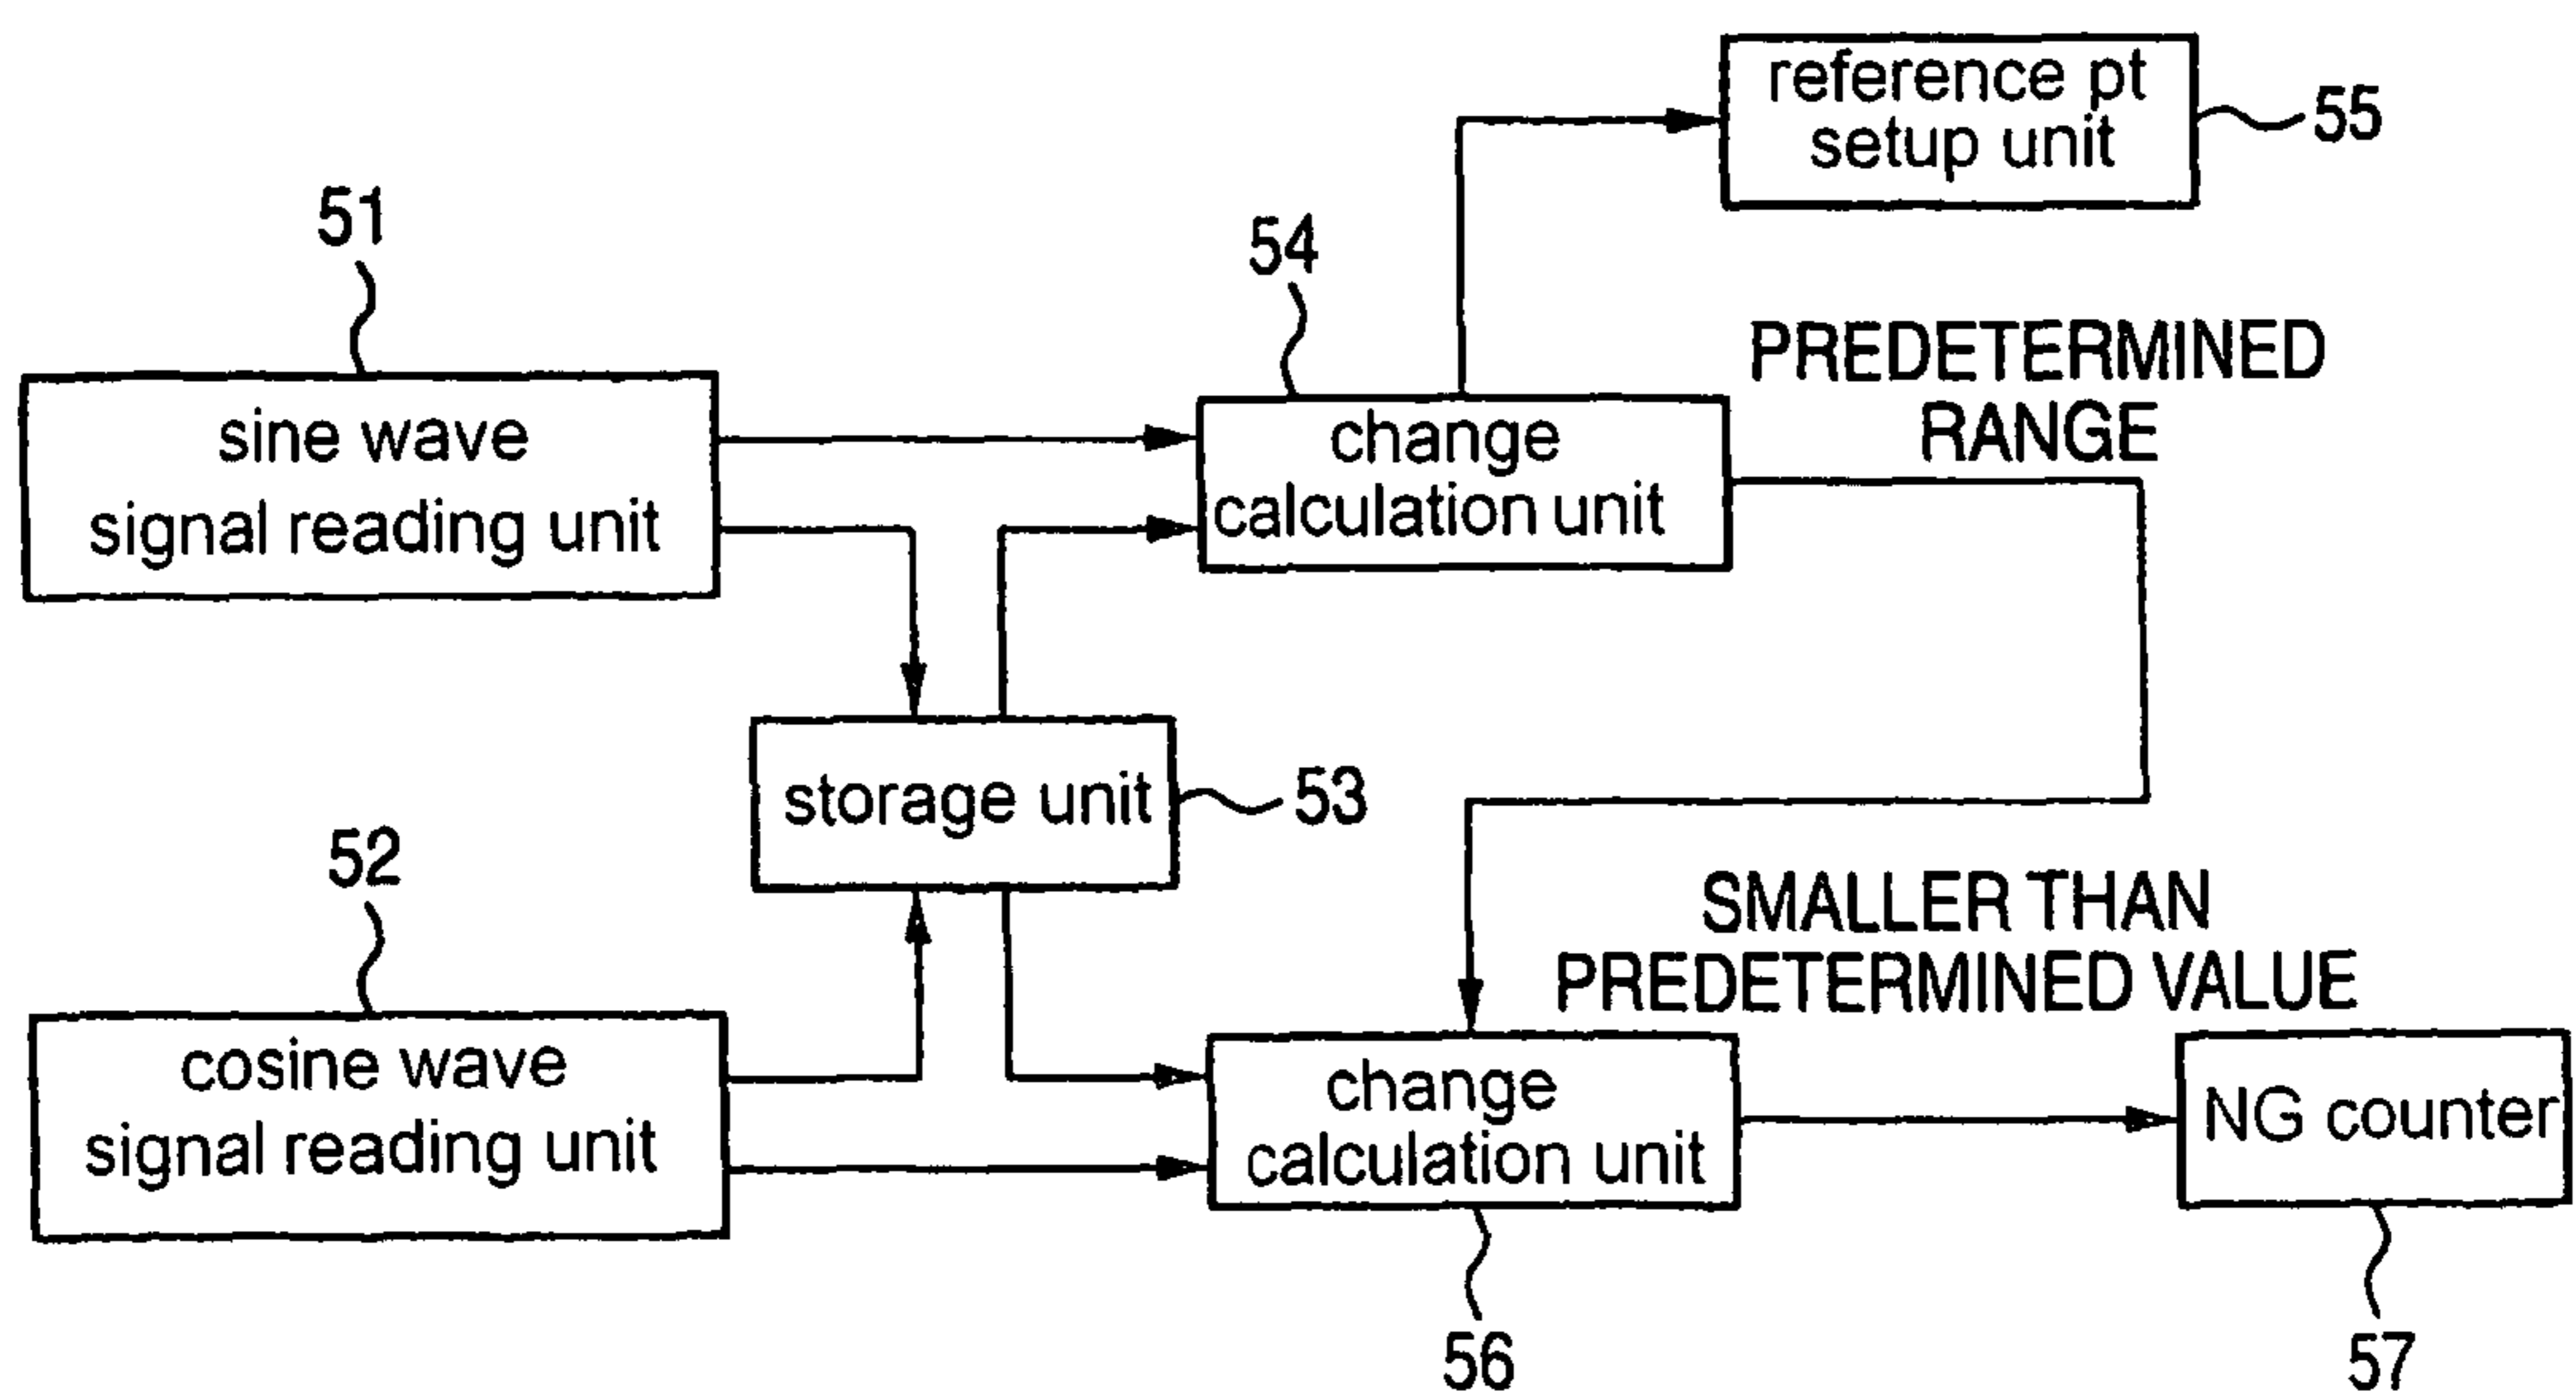 reference pt
setup unit
55
51
54
PREDETERMINED
RANGE
sine wave
signal reading unit
change
calculation unit
storage unit
53
52
SMALLER THAN
PREDETERMINED VALUE
cosine wave
signal reading unit
change
calculation unit
NG counter
56
57